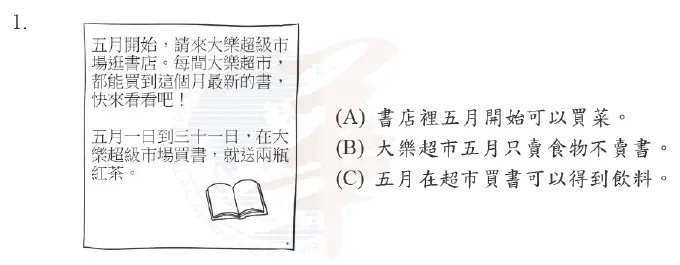 1.
五月開始，請來大樂超級市
場逛書店。每間大樂超市，
都能買到這個月最新的書，
快來看看吧！
五月一日到三十一日，在大
樂超級市場買書，就送兩瓶
紅茶。
(A) 書店裡五月開始可以買菜。
(B) 大樂超市五月只賣食物不賣書。
(C) 五月在超市買書可以得到飲料。